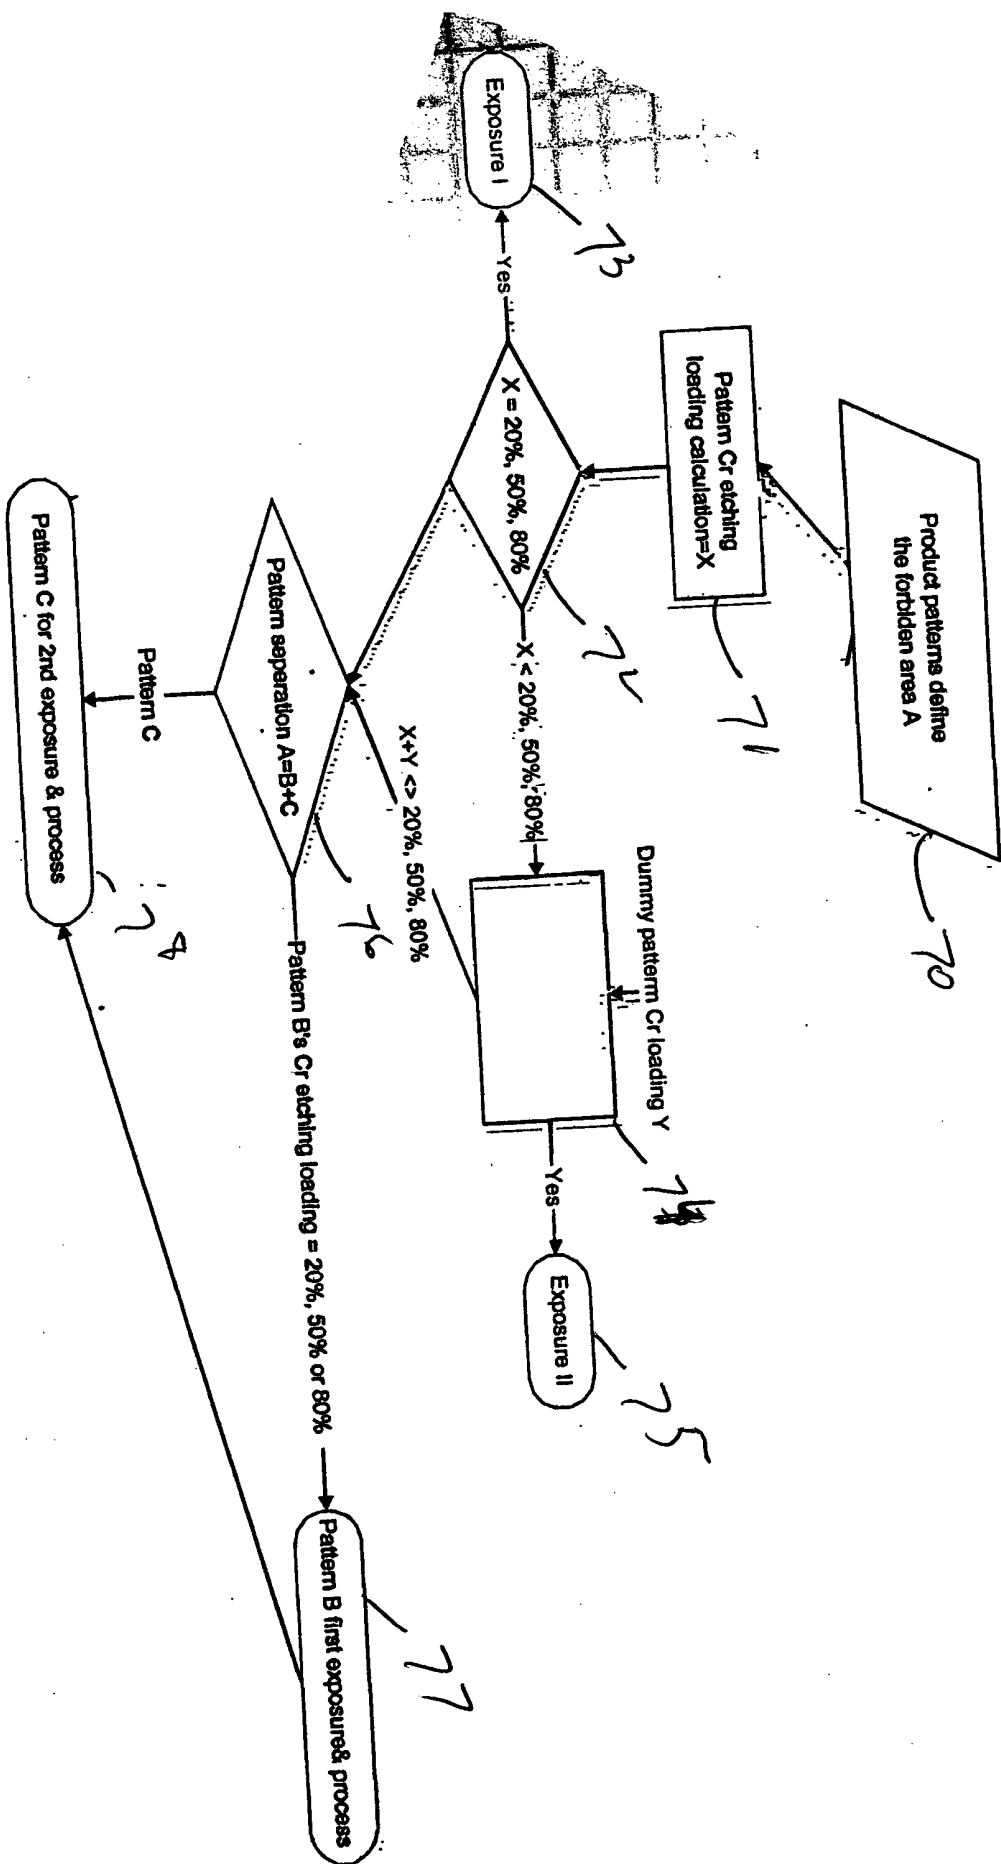 Product patterns define
the forbiden area A
70
Pattern Cr etching
loading calculation=X
71
X = 20%, 50%, 80%
72
Yes
Exposure I
73
X < 20%, 50%, 80%
Dummy patterm Cr loading Y
74
Yes
Exposure II
75
X+Y <> 20%, 50%, 80%
Pattern seperation A=B+C
76
Pattern B's Cr etching loading = 20%, 50% or 80%
Pattern B first exposure& process
77
Pattern C
Pattern C for 2nd exposure & process
78